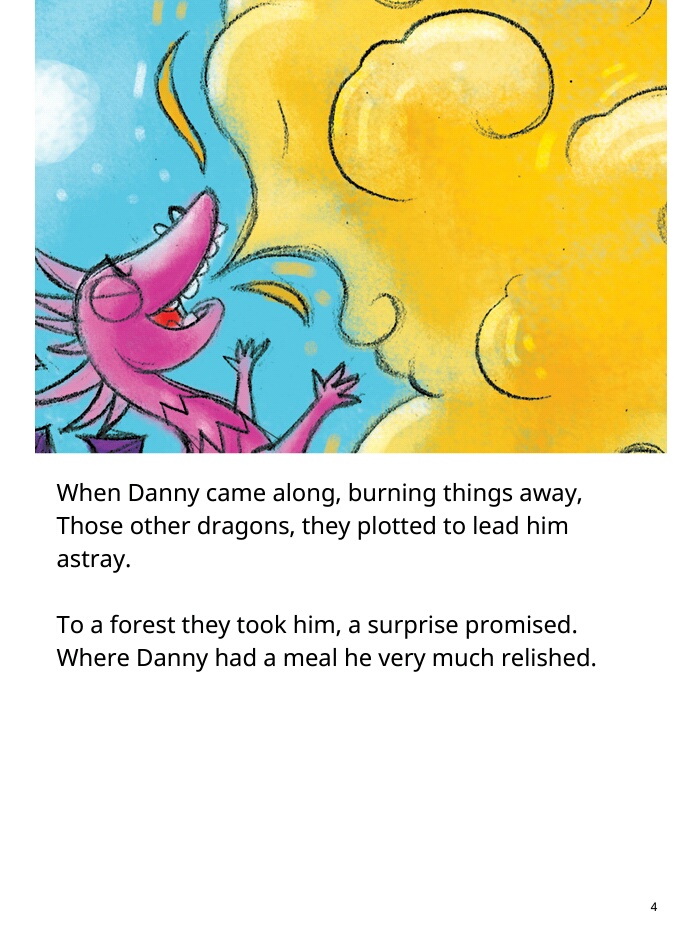 When Danny came along, burning things away,
Those other dragons, they plotted to lead him
astray.
To a forest they took him, a surprise promised.
Where Danny had a meal he very much relished.
4